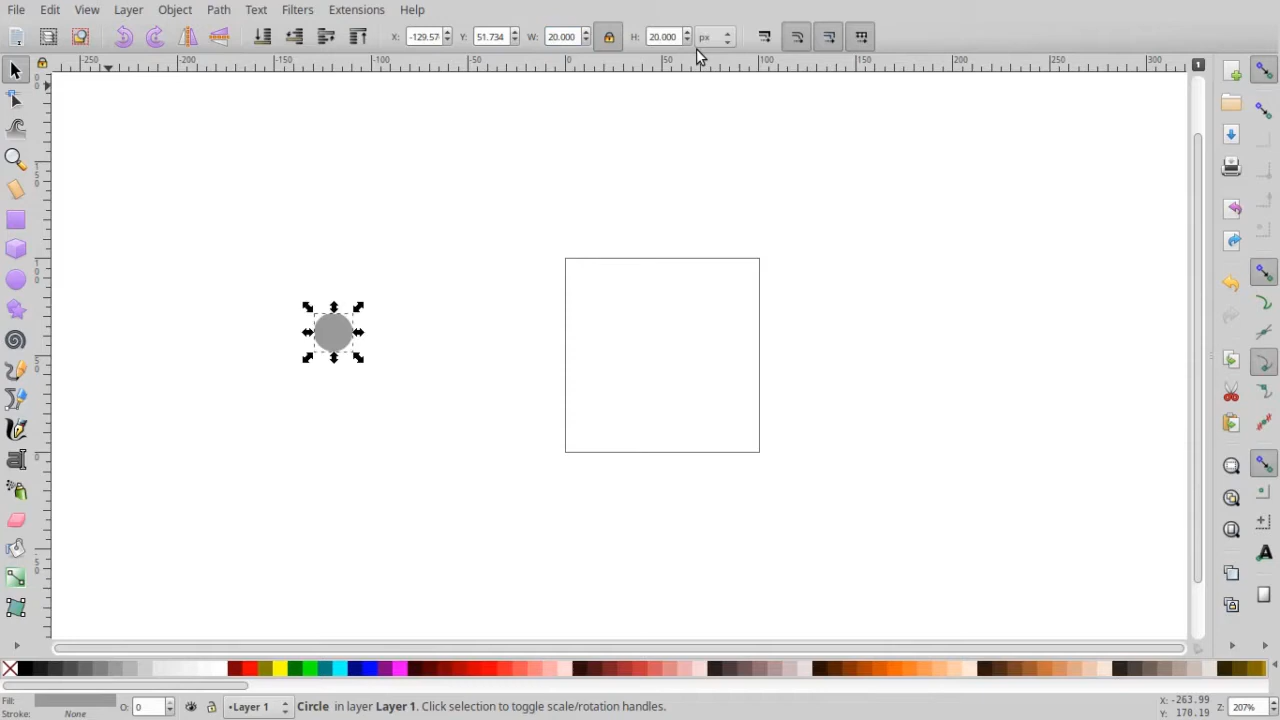 File Edit View Layer Object Path Text Filters Extensions Help
X: -129.57 Y: 51.734 W: 20.000 H: 20.000 px
-250 -200 -150 -100 0 50 100 150 200 250 300 1
Fill: O: 0 •Layer 1 Circle in layer Layer 1. Click selection to toggle scale/rotation handles. X: -263.99 Z: 207%
Stroke: None Y: 170.19